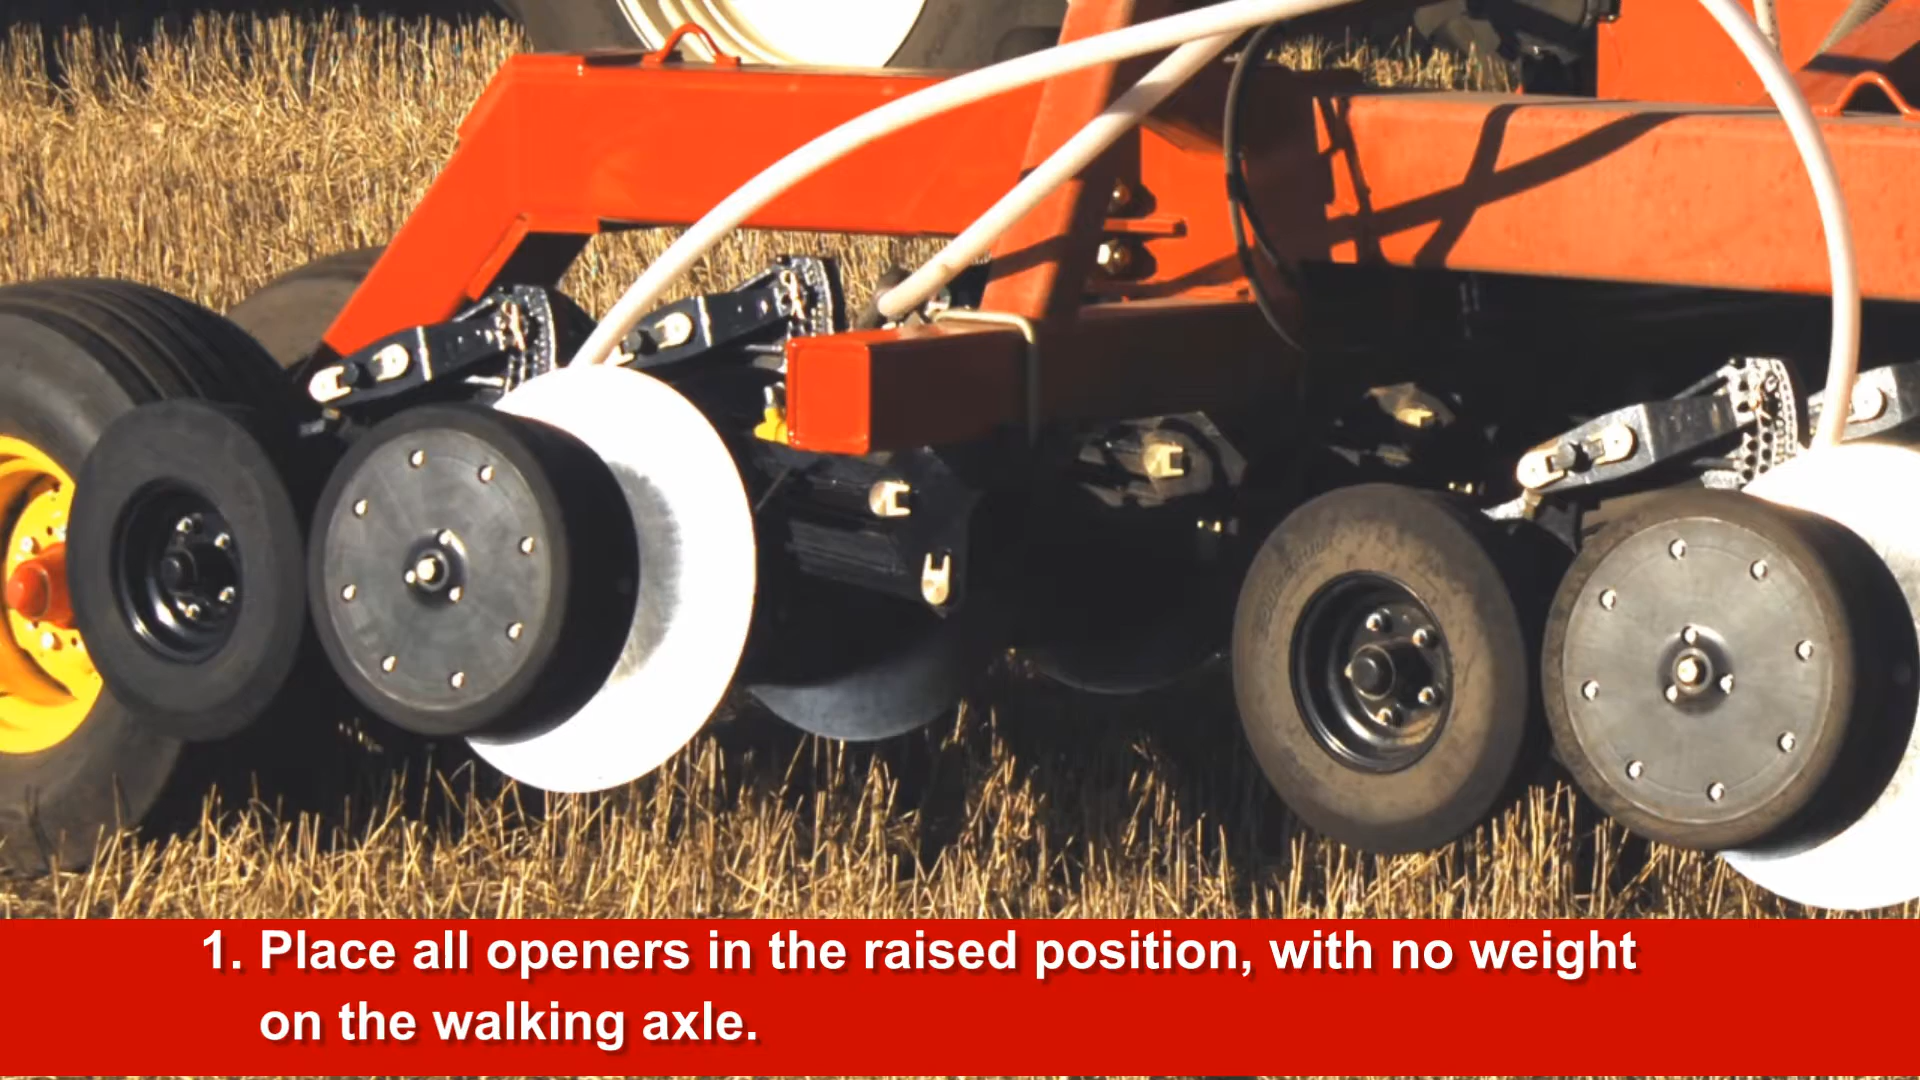 1. Place all openers in the raised position, with no weight
on the walking axle.